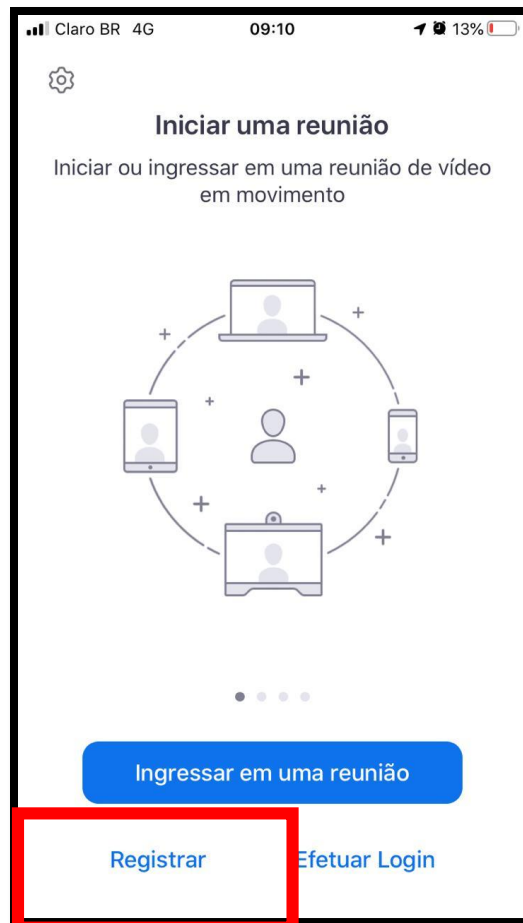 Claro BR 4G 09:10 13%
Iniciar uma reunião
Iniciar ou ingressar em uma reunião de vídeo
em movimento
Ingressar em uma reunião
Registrar Efetuar Login